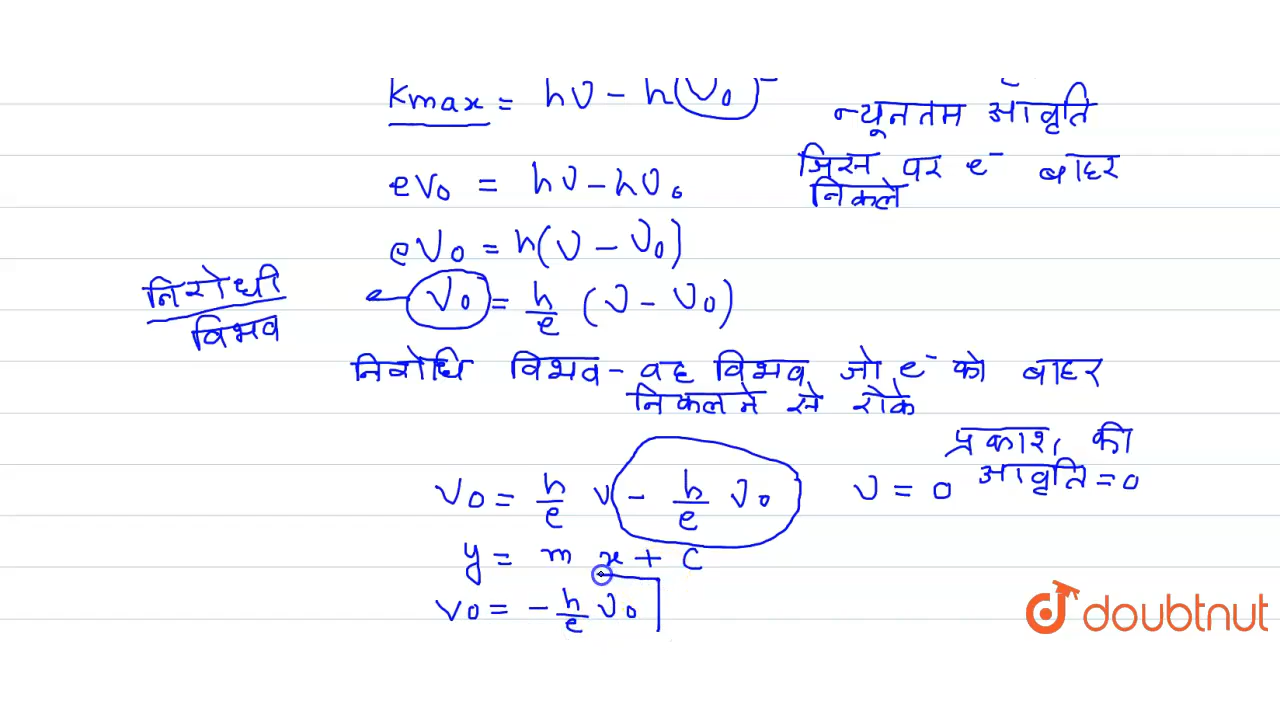 Kmax = hν - h(ν₀)
न्यूनतम आवृति
जिस पर e⁻ बाहर
निकले
eV₀ = hν - hν₀
eV₀ = h(ν - ν₀)
निरोधी
विभव
V₀ = h/e (ν - ν₀)
निरोधि विभव - वह विभव जो e⁻ को बाहर
निकलने से रोके
प्रकाश की
आवृति = 0
V₀ = h/e ν - h/e ν₀
ν = 0
y = m x + C
V₀ = - h/e ν₀
doubtnut